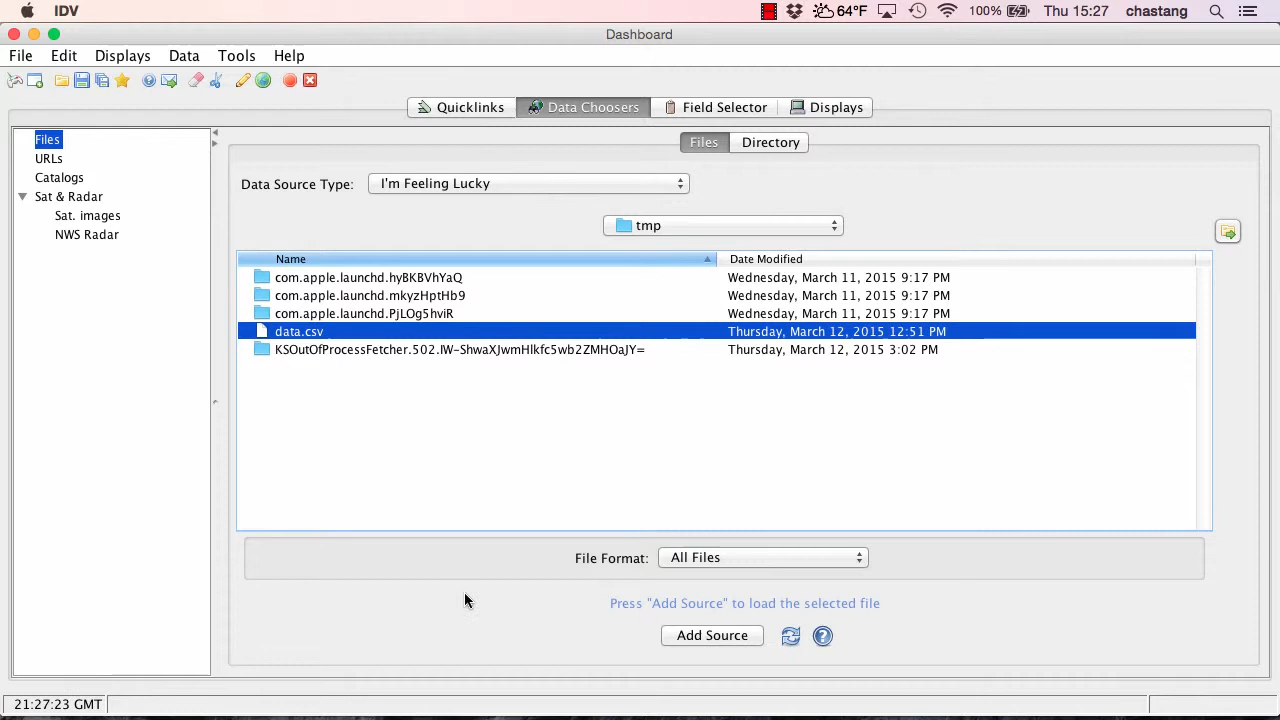 IDV 64°F 100% Thu 15:27 chastang
Dashboard
File Edit Displays Data Tools Help
Quicklinks Data Choosers Field Selector Displays
Files
URLs
Catalogs
Sat & Radar
Sat. images
NWS Radar
Files Directory
Data Source Type: I'm Feeling Lucky
tmp
Name Date Modified
com.apple.launchd.hyBKBVhYaQ Wednesday, March 11, 2015 9:17 PM
com.apple.launchd.mkyzHptHb9 Wednesday, March 11, 2015 9:17 PM
com.apple.launchd.PjLOg5hviR Wednesday, March 11, 2015 9:17 PM
data.csv Thursday, March 12, 2015 12:51 PM
KSOutOfProcessFetcher.502.lW-ShwaXJwmHlkfc5wb2ZMHOaJY= Thursday, March 12, 2015 3:02 PM
File Format: All Files
Press "Add Source" to load the selected file
Add Source
21:27:23 GMT